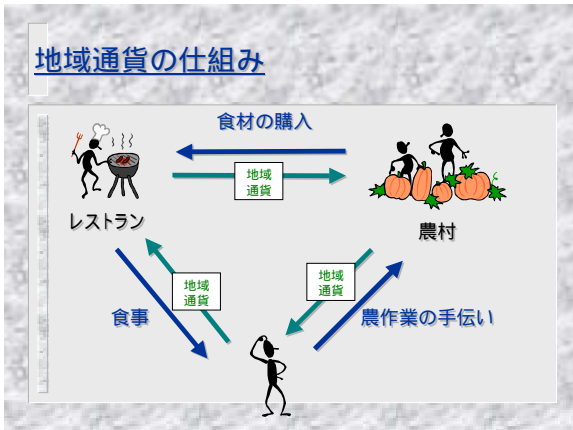 地域通貨の仕組み
食材の購入
地域
通貨
レストラン
農村
地域
通貨
地域
通貨
食事
農作業の手伝い